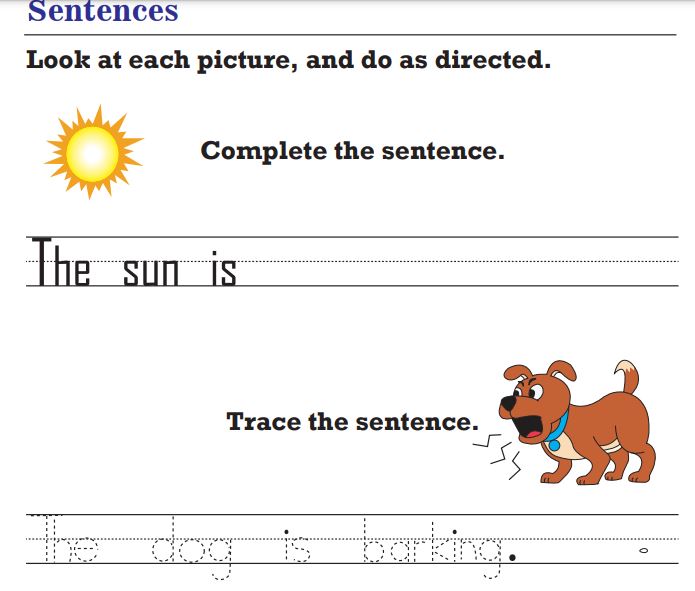 Sentences
Look at each picture, and do as directed.
Complete the sentence.
The sun is
Trace the sentence.
The dog is barking.